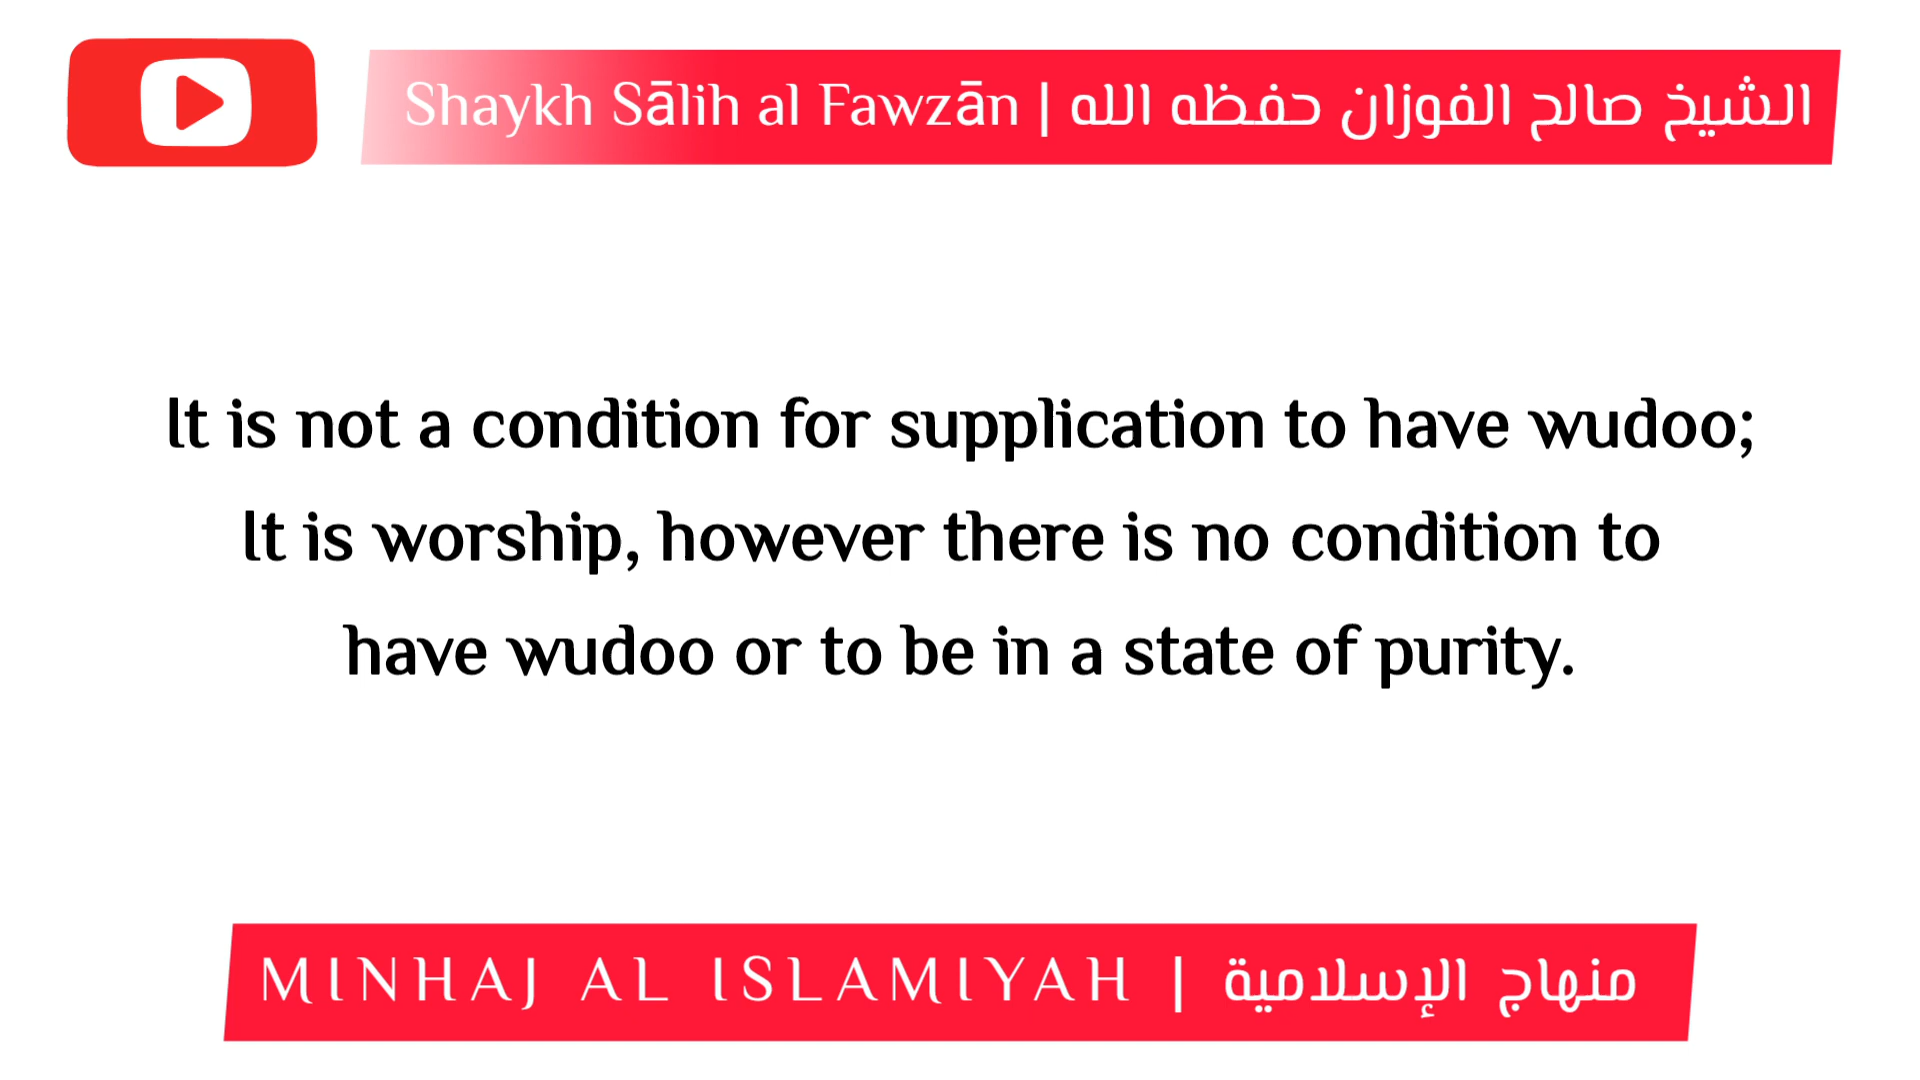 Shaykh Sālih al Fawzān | الشيخ صالح الفوزان حفظه الله
It is not a condition for supplication to have wudoo;
It is worship, however there is no condition to
have wudoo or to be in a state of purity.
MINHAJ AL ISLAMIYAH | منهاج الإسلامية